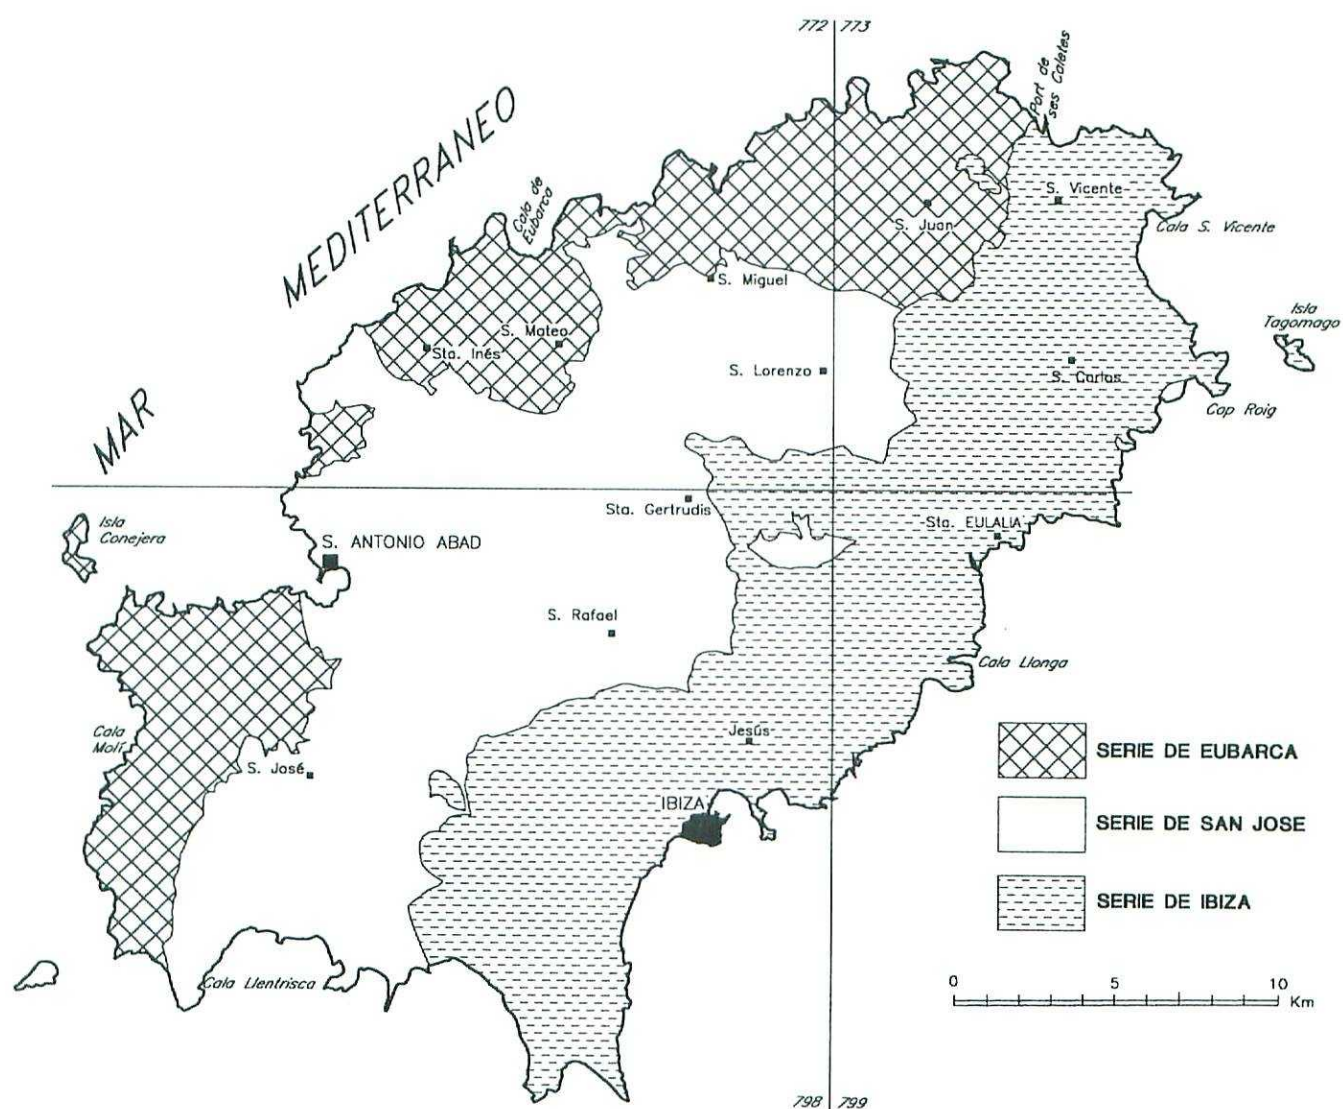 772 773
MAR MEDITERRANEO
Port de
ses Caletes
Cala de
Eubarca
S. Vicente
S. Juan
Cala S. Vicente
S. Miguel
Isla
Tagomago
S. Mateo
Sta. Inés
S. Lorenzo
S. Carlos
Cap Roig
Sta. Gertrudis
Isla
Conejera
Sta. EULALIA
S. ANTONIO ABAD
S. Rafael
Cala Llonga
Cala
Molí
Jesús
S. José
IBIZA
SERIE DE EUBARCA
SERIE DE SAN JOSE
SERIE DE IBIZA
Cala Llentrisca
0 5 10
Km
798 799